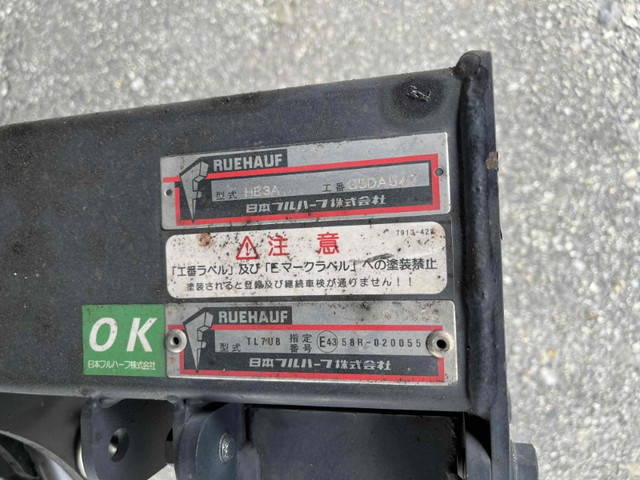 RUEHAUF
型式 HB3A 工番
日本フルハーフ株式会社
7913-42
⚠注意
「工番ラベル」及び「Eマークラベル」への塗装禁止
塗装されると登録及び継続車検が通りません!!
OK
日本フルハーフ株式会社
RUEHAUF
型式 TL7UB 指定番号 E43 58R-020055
日本フルハーフ株式会社